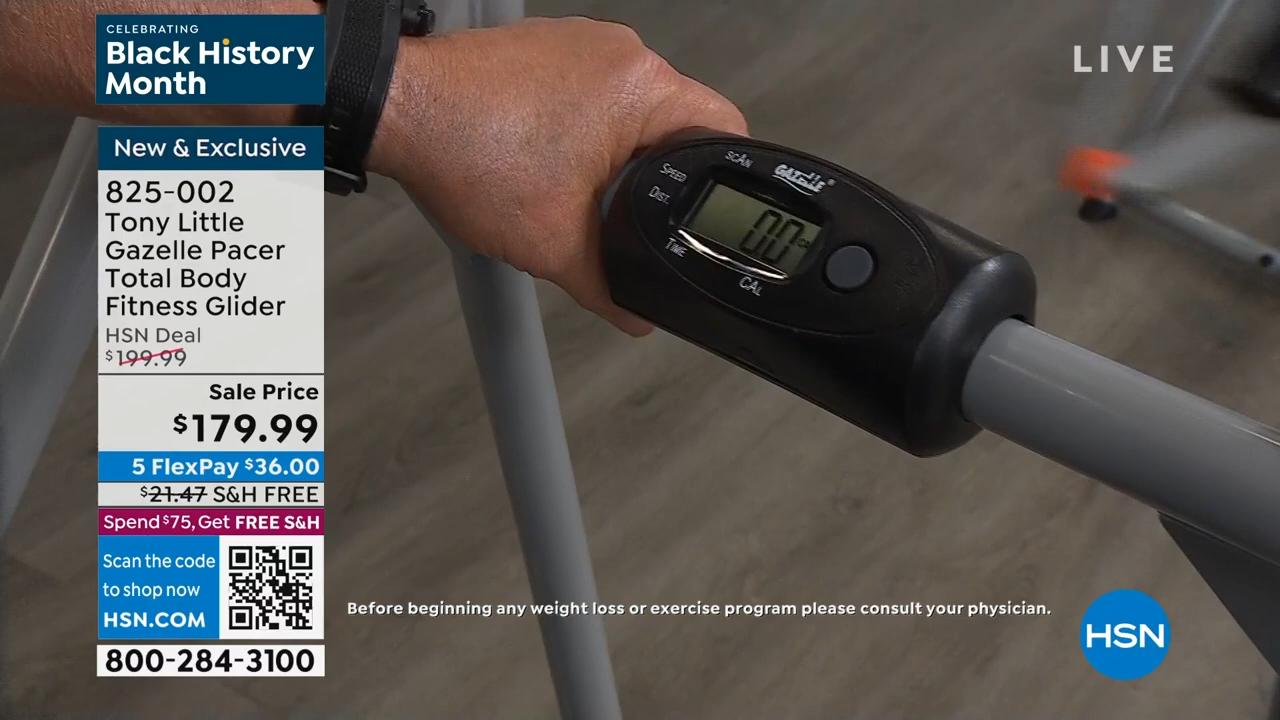 CELEBRATING
Black History
Month
LIVE
New & Exclusive
825-002
Tony Little
Gazelle Pacer
Total Body
Fitness Glider
HSN Deal
$199.99
Sale Price
$179.99
5 FlexPay $36.00
$21.47 S&H FREE
Spend $75, Get FREE S&H
Scan the code
to shop now
HSN.COM
800-284-3100
SCAN
GAZELLE®
SPEED
DIST.
0.0
TIME
CAL
Before beginning any weight loss or exercise program please consult your physician.
HSN